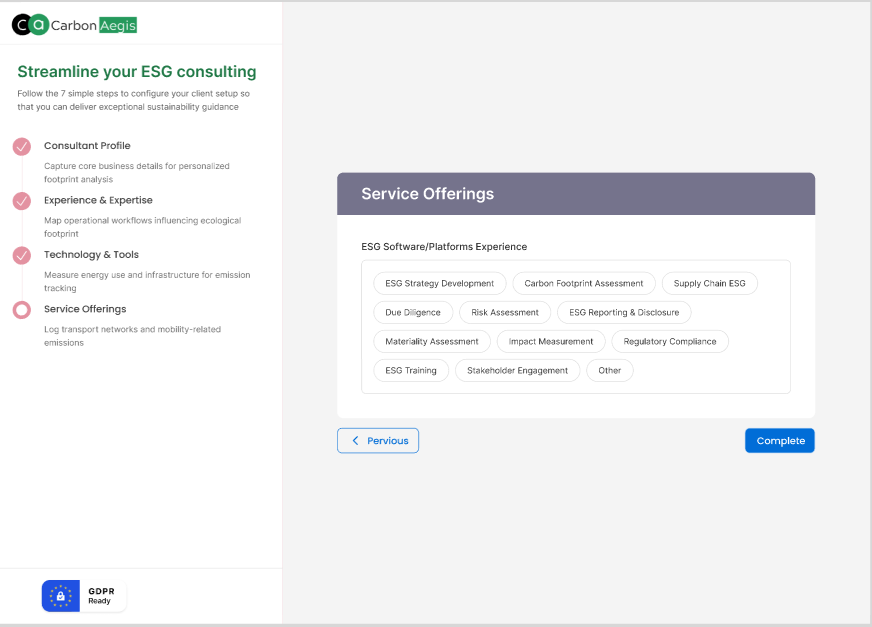 Ca Carbon Aegis
Streamline your ESG consulting
Follow the 7 simple steps to configure your client setup so
that you can deliver exceptional sustainability guidance
Consultant Profile
Capture core business details for personalized
footprint analysis
Experience & Expertise
Map operational workflows influencing ecological
footprint
Technology & Tools
Measure energy use and infrastructure for emission
tracking
Service Offerings
Log transport networks and mobility-related
emissions
GDPR
Ready
Service Offerings
ESG Software/Platforms Experience
ESG Strategy Development Carbon Footprint Assessment Supply Chain ESG
Due Diligence Risk Assessment ESG Reporting & Disclosure
Materiality Assessment Impact Measurement Regulatory Compliance
ESG Training Stakeholder Engagement Other
Pervious Complete